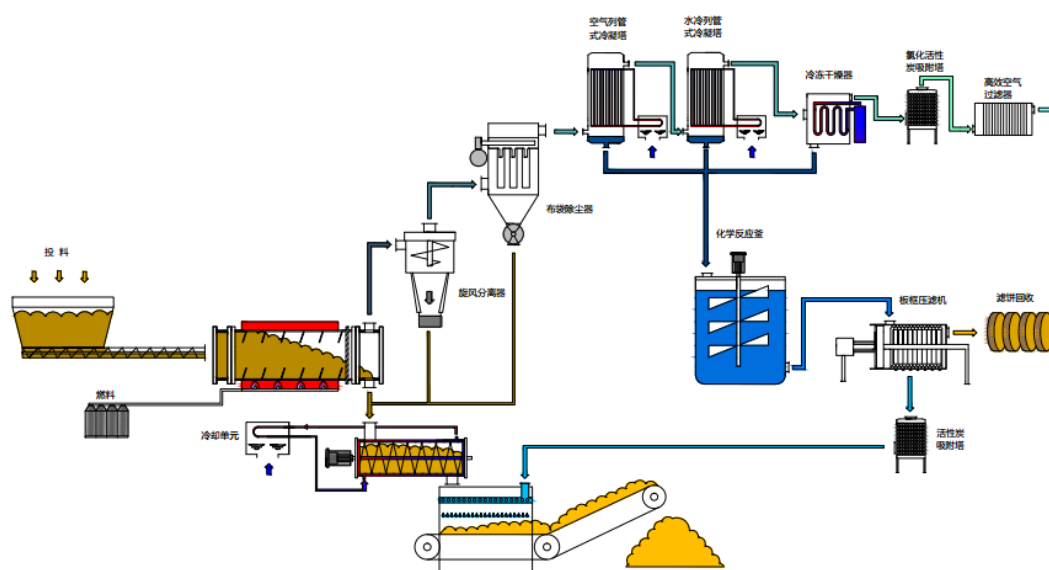 空气列管
式冷凝塔
水冷列管
式冷凝塔
冷冻干燥器
氯化活性
炭吸附塔
高效空气
过滤器
布袋除尘器
化学反应釜
投 料
旋风分离器
板框压滤机
滤饼回收
燃料
冷却单元
活性炭
吸附塔